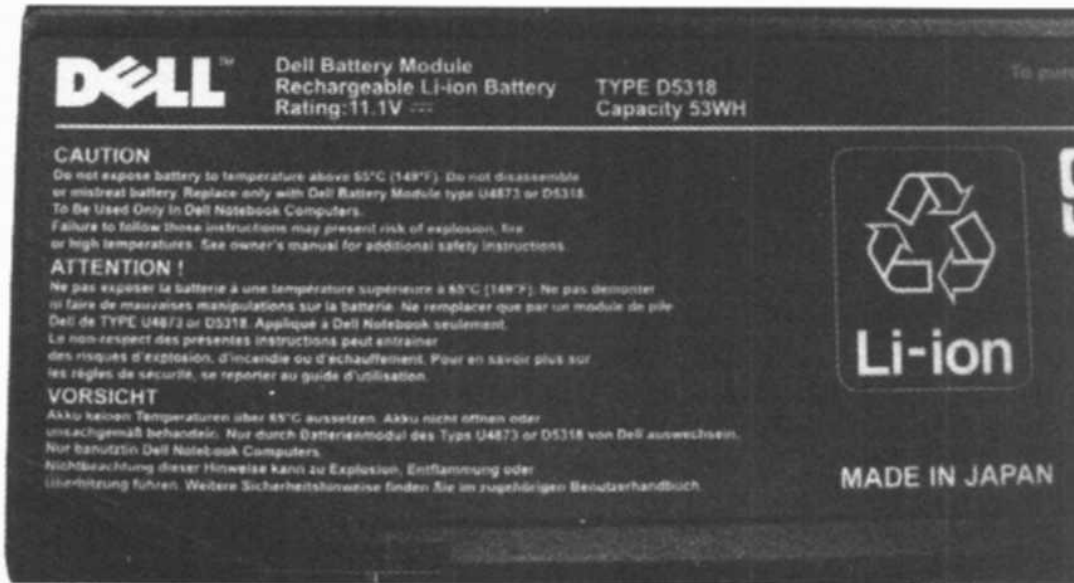 DELL™
Dell Battery Module
Rechargeable Li-ion Battery
Rating:11.1V
TYPE D5318
Capacity 53WH
To
CAUTION
Do not expose battery to temperature above 65°C (149°F). Do not disassemble
or mistreat battery. Replace only with Dell Battery Module type U4873 or D5318.
To Be Used Only In Dell Notebook Computers.
Failure to follow those instructions may present risk of explosion, fire
or high temperatures. See owner's manual for additional safety instructions
ATTENTION !
Ne pas exposer la batterie à une température supérieure à 65°C (149°F). Ne pas demonter
ni faire de mauvaises manipulations sur la batterie. Ne remplacer que par un module de pile
Dell de TYPE U4873 or D5318. Appliqué à Dell Notebook seulement.
Le non-respect des présentes instructions peut entrainer
des risques d'explosion, d'incendie ou d'echauffement. Pour en savoir plus sur
les régles de sécurité, se reporter au guide d'utilisation.
VORSICHT
Akku keinen Temperaturen über 65°C aussetzen. Akku nicht öffnen oder
unsachgemäß behandeln. Nur durch Batterienmodul des Typs U4873 or D5318 von Dell auswechseln.
Nur banutztin Dell Notebook Computers.
Nichtbeachtung dieser Hinweise kann zu Explosion, Entflammung oder
überhitzung führen. Weitere Sicherheitshinweise finden Sie im zugehörigen Benutzerhandbuch.
Li-ion
MADE IN JAPAN